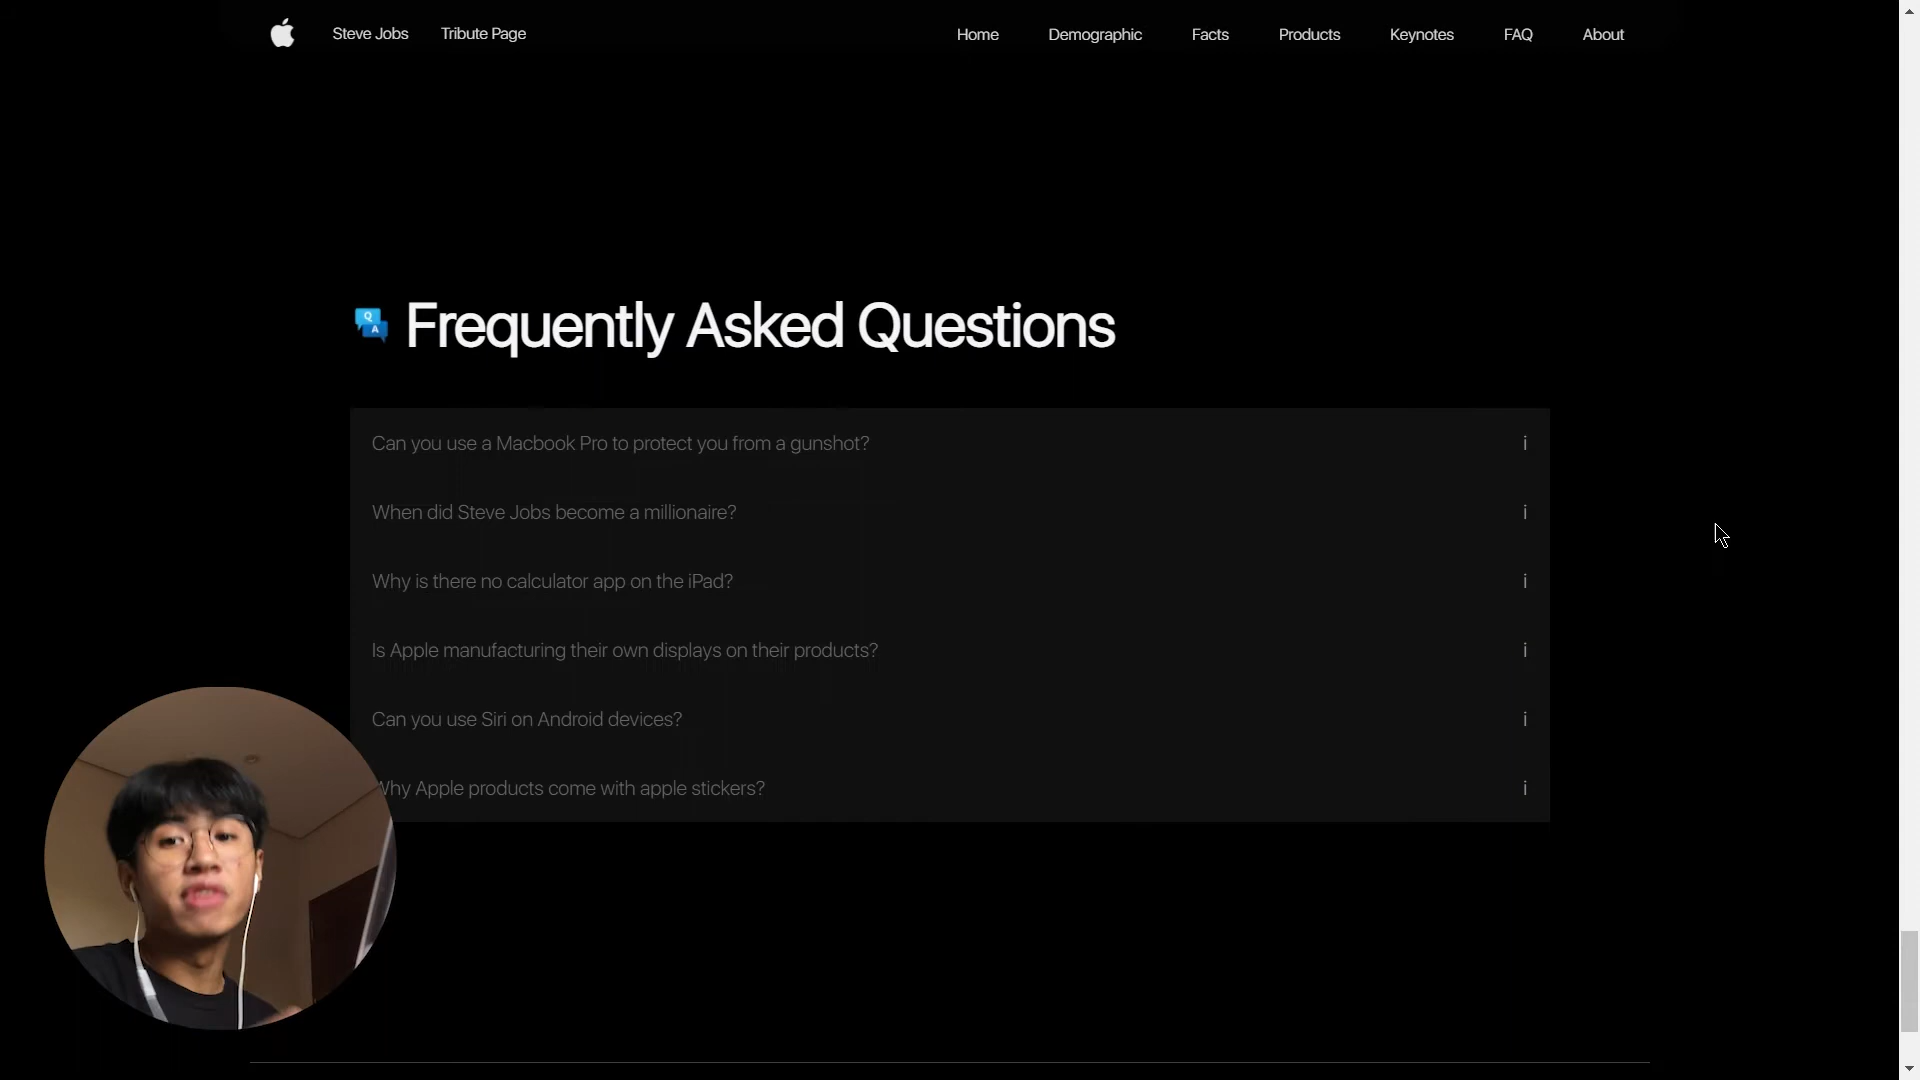 Steve Jobs Tribute Page Home Demographic Facts Products Keynotes FAQ About
Q
A
Frequently Asked Questions
Can you use a Macbook Pro to protect you from a gunshot? i
When did Steve Jobs become a millionaire? i
Why is there no calculator app on the iPad? i
Is Apple manufacturing their own displays on their products? i
Can you use Siri on Android devices? i
Why Apple products come with apple stickers? i